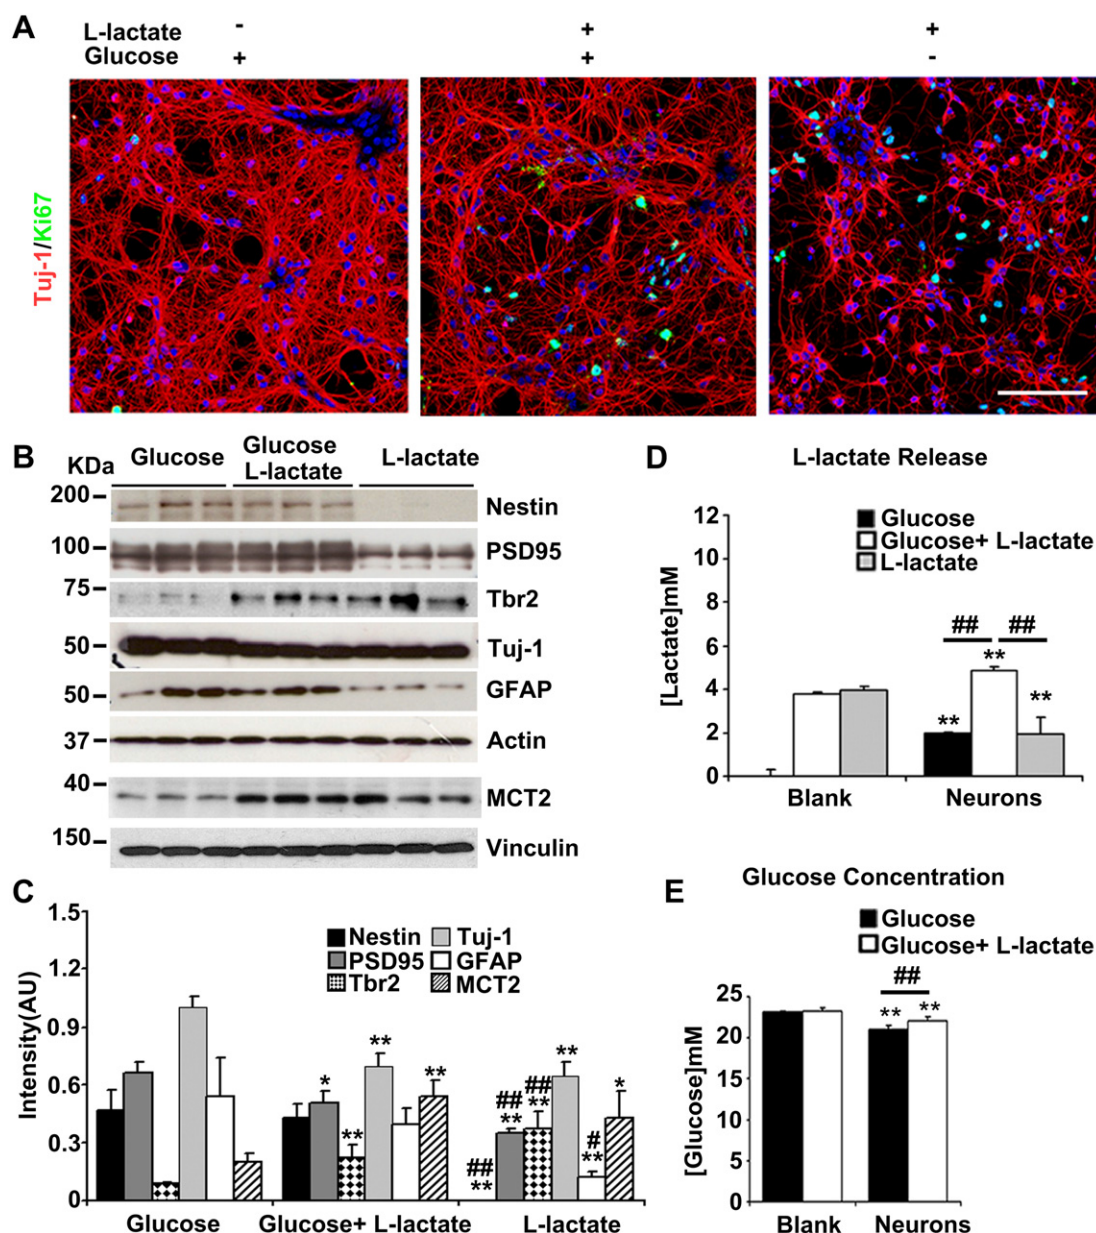 A
L-lactate - + +
Glucose + + -
Tuj-1/Ki67
B
KDa
Glucose
Glucose
L-lactate
L-lactate
200
Nestin
100
PSD95
75
Tbr2
50
Tuj-1
50
GFAP
37
Actin
40
MCT2
150
Vinculin
C
Intensity(AU)
1.5
1.2
0.9
0.6
0.3
0
Nestin
Tuj-1
PSD95
GFAP
Tbr2
MCT2
* ** ** **
## ** ## ** ## ** ** # ** *
Glucose
Glucose+ L-lactate
L-lactate
D
L-lactate Release
[Lactate]mM
12
10
8
6
4
2
0
Glucose
Glucose+ L-lactate
L-lactate
## ##
** ** **
Blank
Neurons
E
Glucose Concentration
[Glucose]mM
25
20
15
10
5
0
Glucose
Glucose+ L-lactate
##
** **
Blank
Neurons